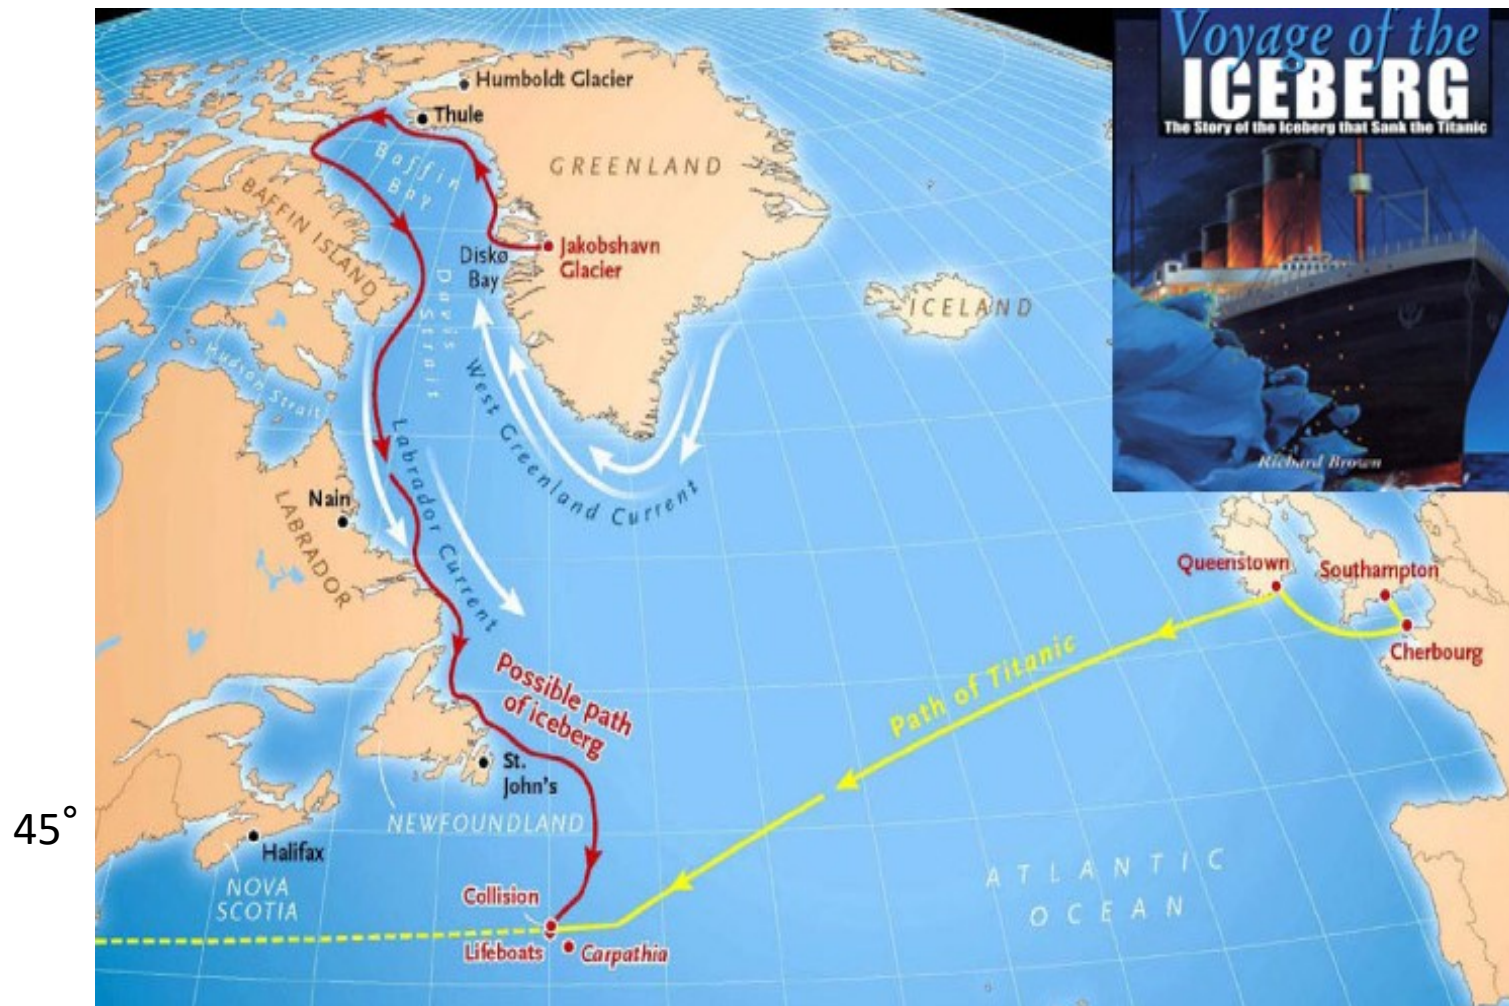 Voyage of the
ICEBERG
The Story of the Iceberg that Sank the Titanic
Richard Brown
Humboldt Glacier
Thule
GREENLAND
Baffin
Bay
BAFFIN ISLAND
Jakobshavn
Glacier
Disko
Bay
ICELAND
Davis
Strait
Hudson Strait
West Greenland Current
Labrador Current
Nain
LABRADOR
Queenstown
Southampton
Cherbourg
Path of Titanic
Possible path
of iceberg
St.
John's
45°
NEWFOUNDLAND
Halifax
NOVA
SCOTIA
ATLANTIC
OCEAN
Collision
Lifeboats
Carpathia